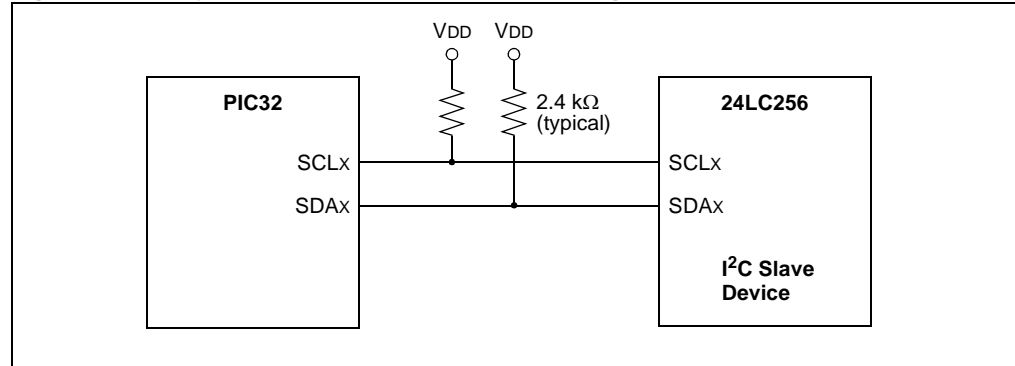 VDD VDD
PIC32
2.4 kΩ
(typical)
24LC256
SCLx
SCLx
SDAx
SDAx
I²C Slave
Device